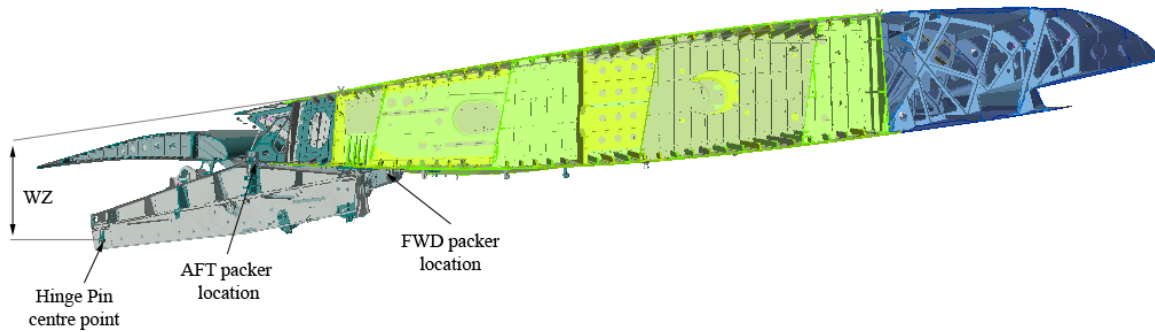 WZ
Hinge Pin
centre point
AFT packer
location
FWD packer
location